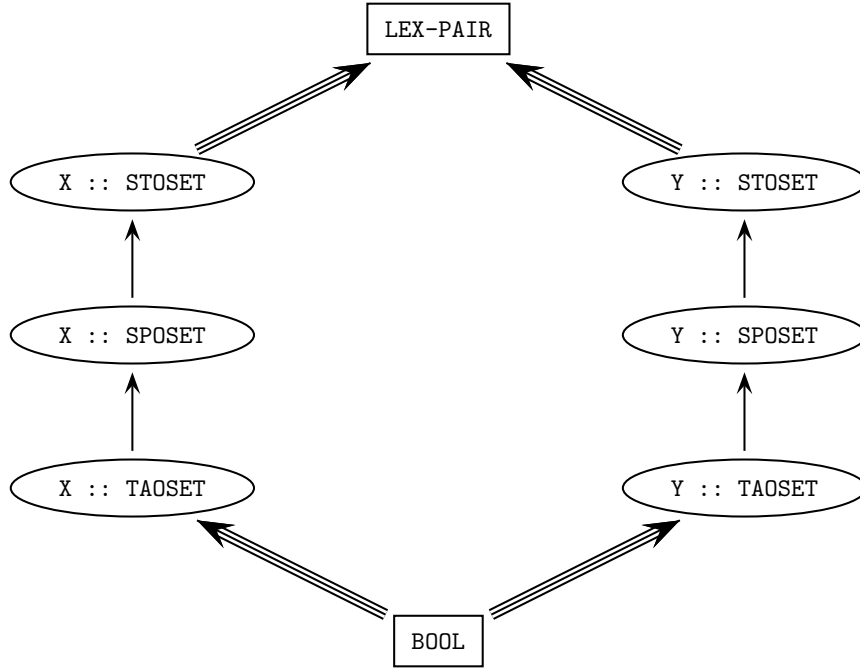 LEX-PAIR
X :: STOSET
Y :: STOSET
X :: SPOSET
Y :: SPOSET
X :: TAOSET
Y :: TAOSET
BOOL